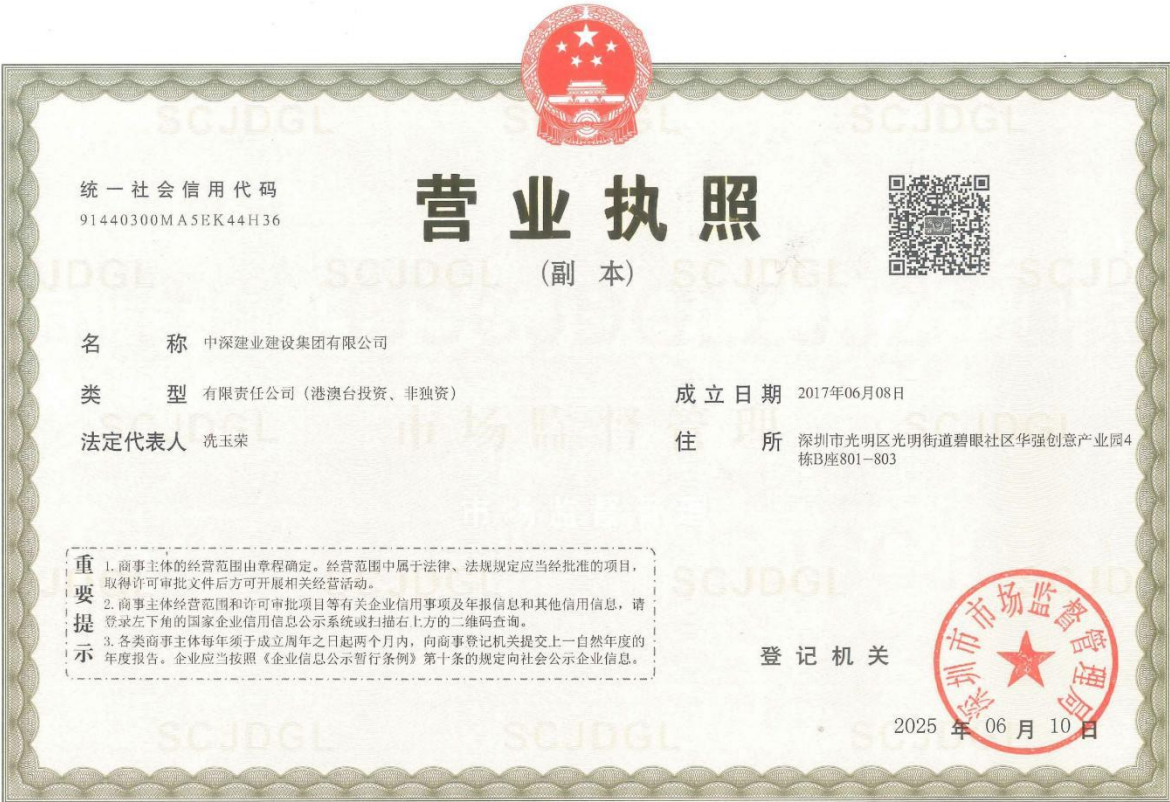 统一社会信用代码
91440300MA5EK44H36
营业执照
(副 本)
名 称 中深建业建设集团有限公司
类 型 有限责任公司(港澳台投资、非独资)
成立日期 2017年06月08日
法定代表人 冼玉荣
住 所 深圳市光明区光明街道碧眼社区华强创意产业园4
栋B座801-803
重要提示
1. 商事主体的经营范围由章程确定。经营范围中属于法律、法规规定应当经批准的项目,
取得许可审批文件后方可开展相关经营活动。
2. 商事主体经营范围和许可审批项目等有关企业信用事项及年报信息和其他信用信息,请
登录左下角的国家企业信用信息公示系统或扫描右上方的二维码查询。
3. 各类商事主体每年须于成立周年之日起两个月内,向商事登记机关提交上一自然年度的
年度报告。企业应当按照《企业信息公示暂行条例》第十条的规定向社会公示企业信息。
登记机关
深圳市市场监督管理局
2025 年 06 月 10 日
SCJDGL
市场监督管理